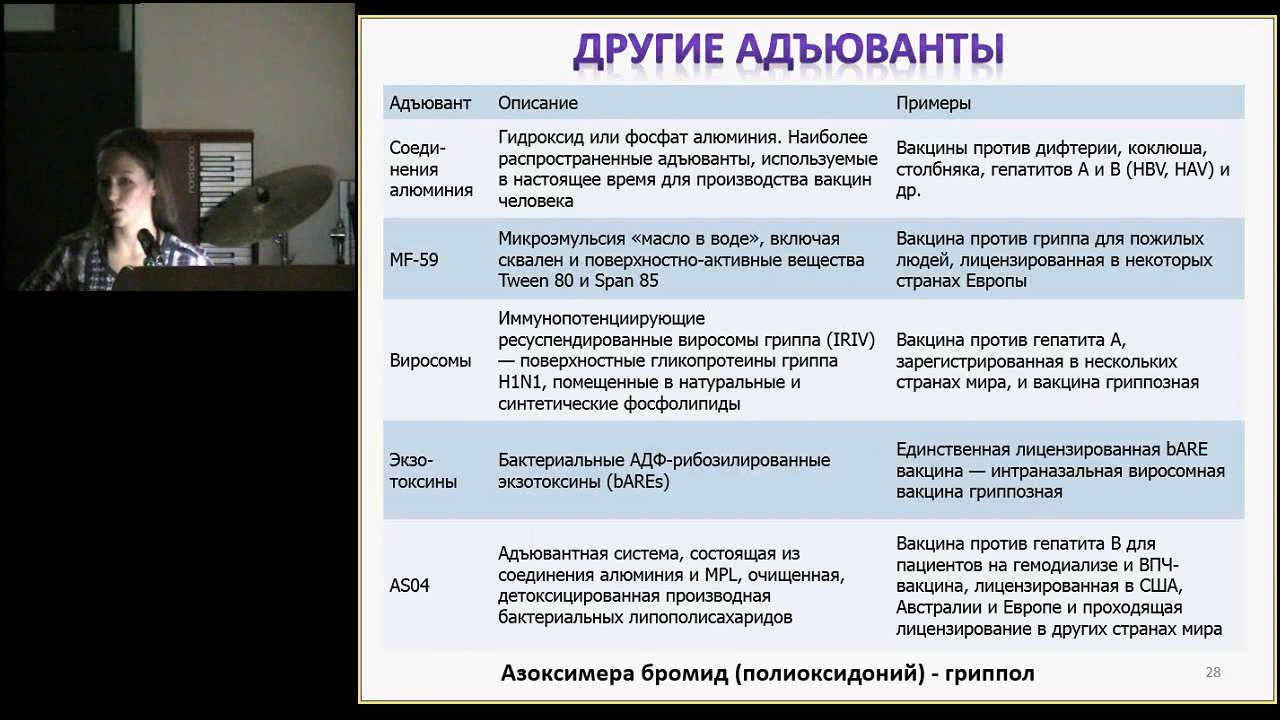 ДРУГИЕ АДЪЮВАНТЫ
Адъювант Описание Примеры
Соеди-
нения
алюминия
Гидроксид или фосфат алюминия. Наиболее
распространенные адъюванты, используемые
в настоящее время для производства вакцин
человека
Вакцины против дифтерии, коклюша,
столбняка, гепатитов А и В (HBV, HAV) и
др.
MF-59
Микроэмульсия «масло в воде», включая
сквален и поверхностно-активные вещества
Tween 80 и Span 85
Вакцина против гриппа для пожилых
людей, лицензированная в некоторых
странах Европы
Виросомы
Иммунопотенциирующие
ресуспендированные виросомы гриппа (IRIV)
— поверхностные гликопротеины гриппа
H1N1, помещенные в натуральные и
синтетические фосфолипиды
Вакцина против гепатита А,
зарегистрированная в нескольких
странах мира, и вакцина гриппозная
Экзо-
токсины
Бактериальные АДФ-рибозилированные
экзотоксины (bAREs)
Единственная лицензированная bARE
вакцина — интраназальная виросомная
вакцина гриппозная
AS04
Адъювантная система, состоящая из
соединения алюминия и MPL, очищенная,
детоксицированная производная
бактериальных липополисахаридов
Вакцина против гепатита В для
пациентов на гемодиализе и ВПЧ-
вакцина, лицензированная в США,
Австралии и Европе и проходящая
лицензирование в других странах мира
Азоксимера бромид (полиоксидоний) - гриппол
28
nord piano